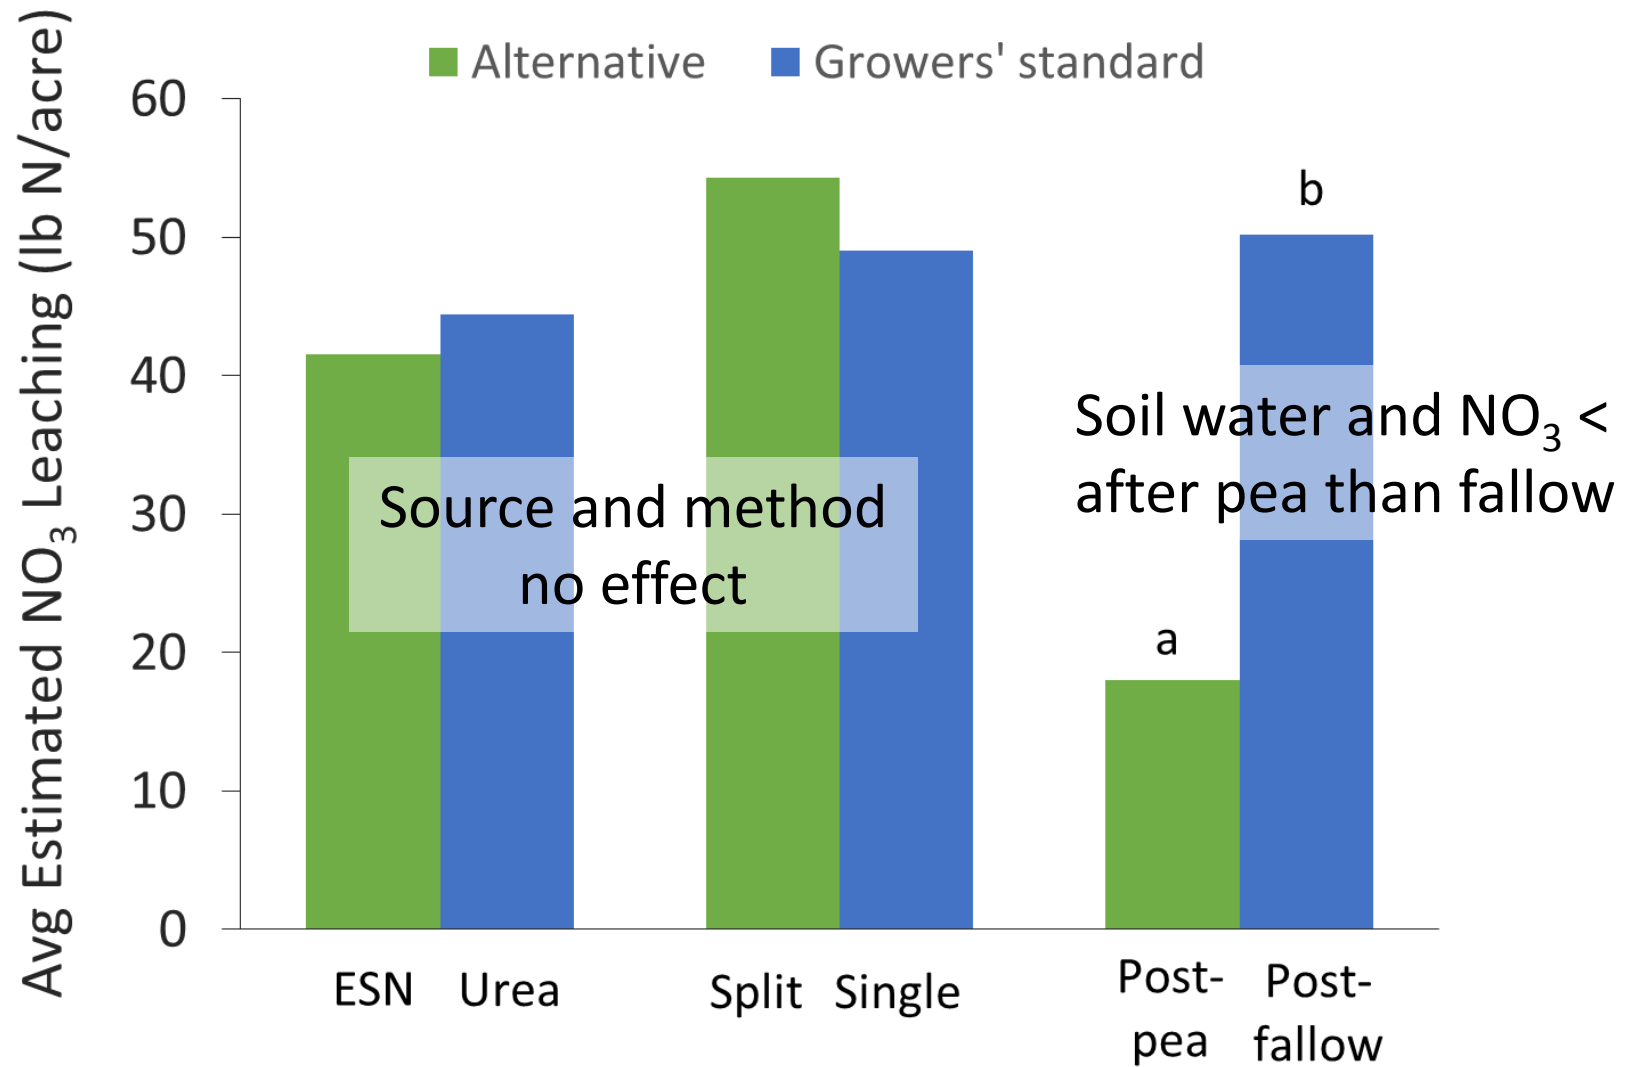 Alternative
Growers' standard
Avg Estimated NO₃ Leaching (lb N/acre)
60
50
40
30
20
10
0
Source and method
no effect
a
b
Soil water and NO₃ <
after pea than fallow
ESN
Urea
Split
Single
Post-
pea
Post-
fallow